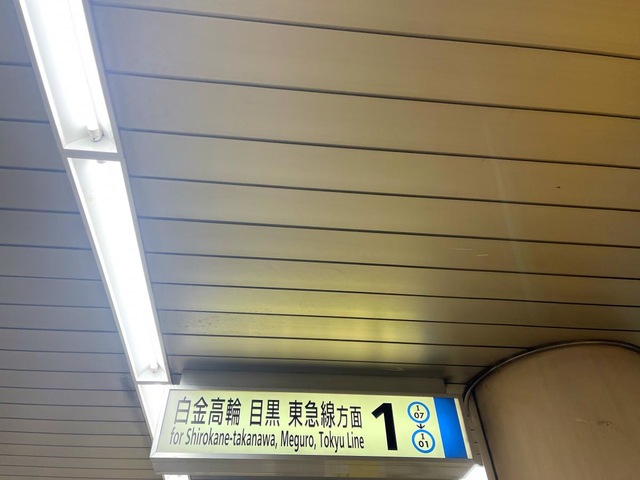 白金高輪 目黒 東急線方面 1
for Shirokane-takanawa, Meguro, Tokyu Line
I 07
I 01